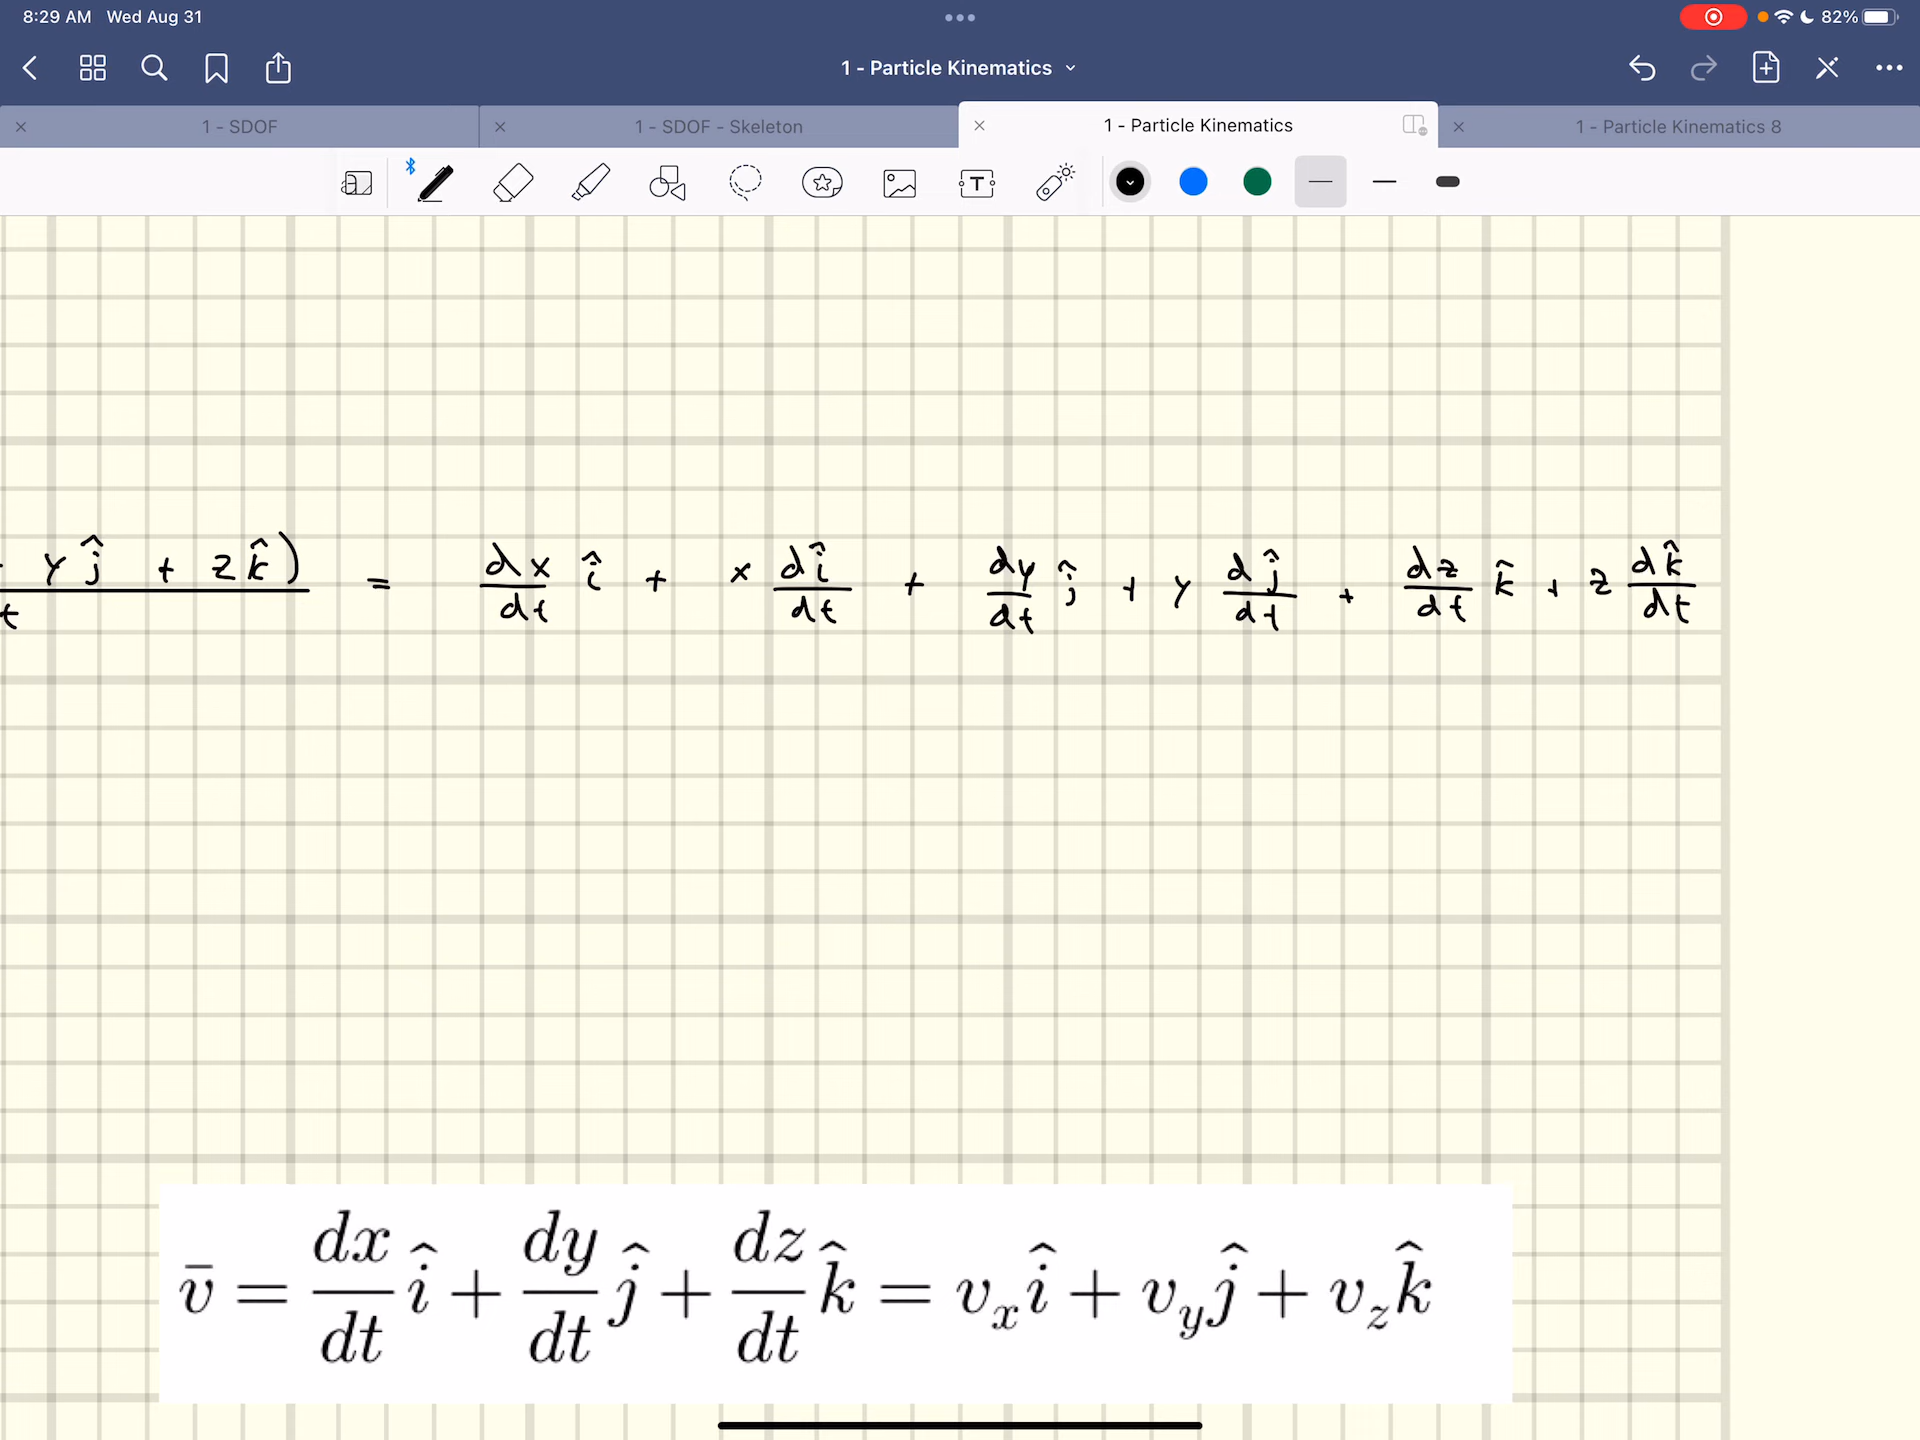 8:29 AM Wed Aug 31
82%
1 - Particle Kinematics
1 - SDOF
1 - SDOF - Skeleton
1 - Particle Kinematics
1 - Particle Kinematics 8
y ĵ + z k̂) / t = dx/dt î + x dî/dt + dy/dt ĵ + y dĵ/dt + dz/dt k̂ + z dk̂/dt
v̄ = dx/dt î + dy/dt ĵ + dz/dt k̂ = vₓ î + v_y ĵ + v_z k̂